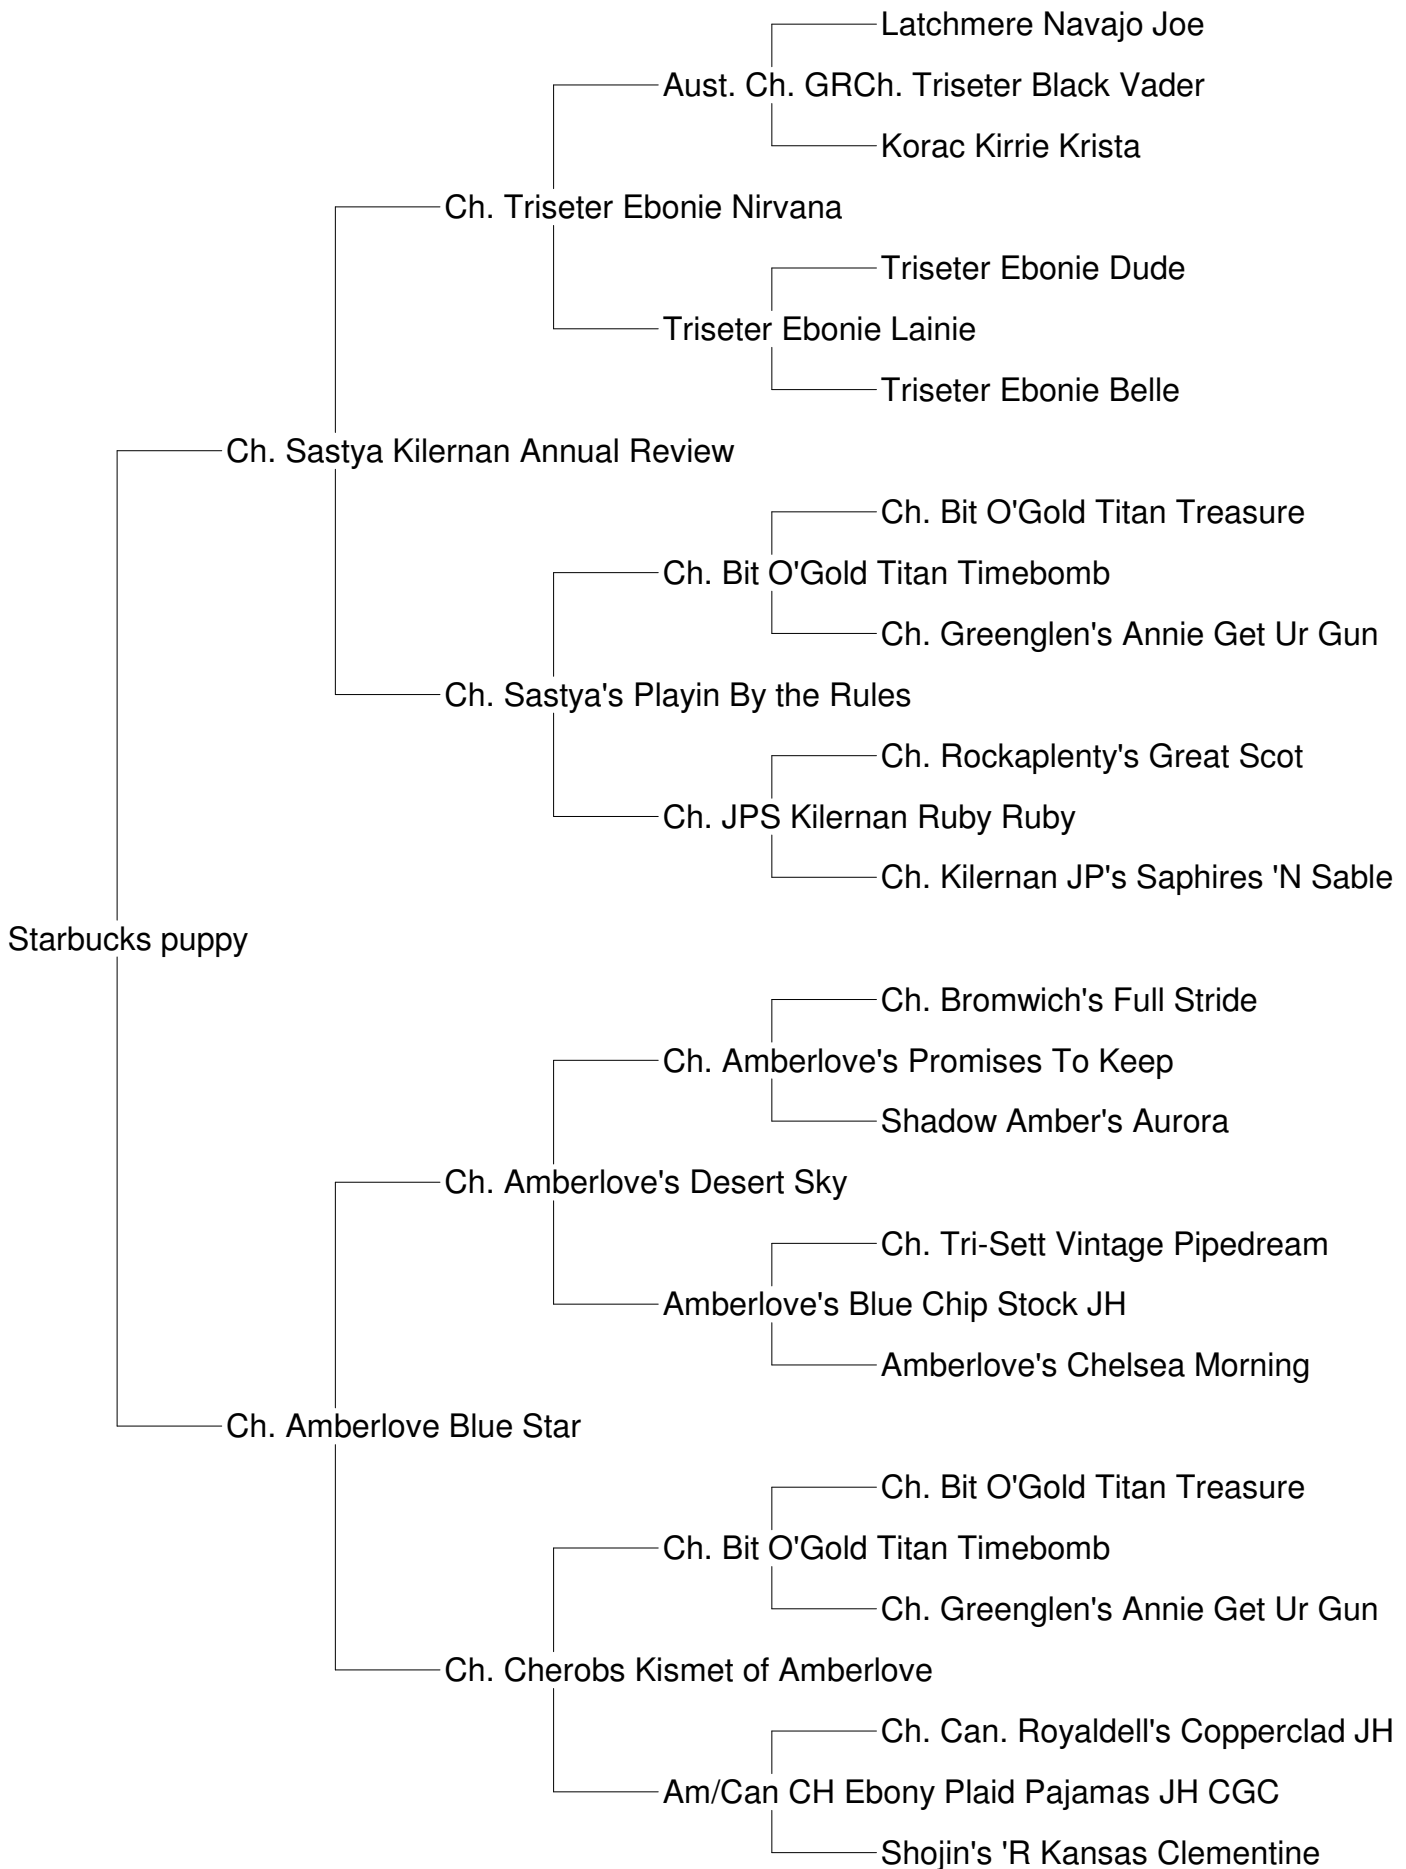 Latchmere Navajo Joe
Aust. Ch. GRCh. Triseter Black Vader
Korac Kirrie Krista
Ch. Triseter Ebonie Nirvana
Triseter Ebonie Dude
Triseter Ebonie Lainie
Triseter Ebonie Belle
Ch. Sastya Kilernan Annual Review
Ch. Bit O'Gold Titan Treasure
Ch. Bit O'Gold Titan Timebomb
Ch. Greenglen's Annie Get Ur Gun
Ch. Sastya's Playin By the Rules
Ch. Rockaplenty's Great Scot
Ch. JPS Kilernan Ruby Ruby
Ch. Kilernan JP's Saphires 'N Sable
Starbucks puppy
Ch. Bromwich's Full Stride
Ch. Amberlove's Promises To Keep
Shadow Amber's Aurora
Ch. Amberlove's Desert Sky
Ch. Tri-Sett Vintage Pipedream
Amberlove's Blue Chip Stock JH
Amberlove's Chelsea Morning
Ch. Amberlove Blue Star
Ch. Bit O'Gold Titan Treasure
Ch. Bit O'Gold Titan Timebomb
Ch. Greenglen's Annie Get Ur Gun
Ch. Cherobs Kismet of Amberlove
Ch. Can. Royaldell's Copperclad JH
Am/Can CH Ebony Plaid Pajamas JH CGC
Shojin's 'R Kansas Clementine